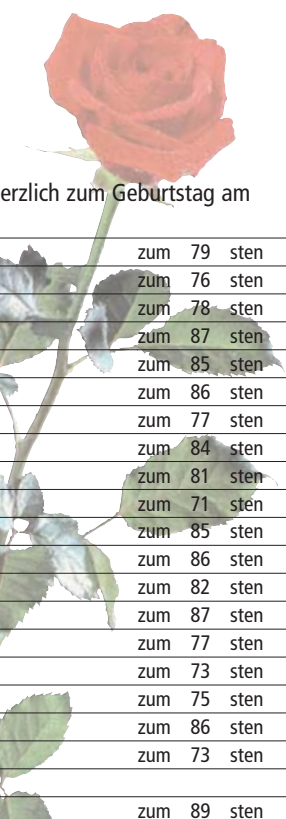 erzlich zum Geburtstag am
zum 79 sten
zum 76 sten
zum 78 sten
zum 87 sten
zum 85 sten
zum 86 sten
zum 77 sten
zum 84 sten
zum 81 sten
zum 71 sten
zum 85 sten
zum 86 sten
zum 82 sten
zum 87 sten
zum 77 sten
zum 73 sten
zum 75 sten
zum 86 sten
zum 73 sten
zum 89 sten